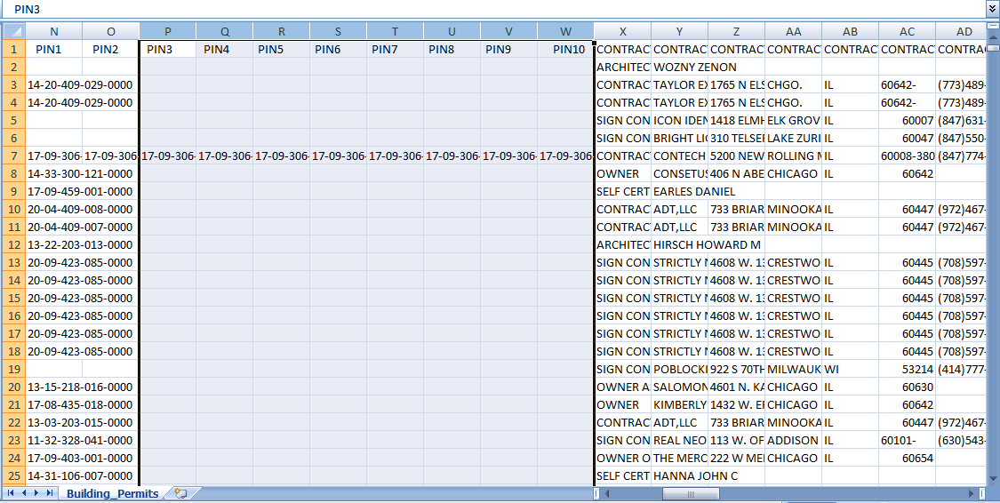 PIN3
N O P Q R S T U V W X Y Z AA AB AC AD
1 PIN1 PIN2 PIN3 PIN4 PIN5 PIN6 PIN7 PIN8 PIN9 PIN10 CONTRAC CONTRAC CONTRAC CONTRAC CONTRAC CONTRAC CONTRAC
2 ARCHITEC WOZNY ZENON
3 14-20-409-029-0000 CONTRAC TAYLOR EX 1765 N ELS CHGO. IL 60642- (773)489-
4 14-20-409-029-0000 CONTRAC TAYLOR EX 1765 N ELS CHGO. IL 60642- (773)489-
5 SIGN CON ICON IDEN 1418 ELMH ELK GROV IL 60007 (847)631-
6 SIGN CON BRIGHT LIG 310 TELSE LAKE ZURI IL 60047 (847)550-
7 17-09-306- 17-09-306- 17-09-306- 17-09-306- 17-09-306- 17-09-306- 17-09-306- 17-09-306- 17-09-306- 17-09-306- CONTRAC CONTECH 5200 NEW ROLLING M IL 60008-380 (847)774-
8 14-33-300-121-0000 OWNER CONSETUS 406 N ABE CHICAGO IL 60642
9 17-09-459-001-0000 SELF CERT EARLES DANIEL
10 20-04-409-008-0000 CONTRAC ADT,LLC 733 BRIAR MINOOKA IL 60447 (972)467-
11 20-04-409-007-0000 CONTRAC ADT,LLC 733 BRIAR MINOOKA IL 60447 (972)467-
12 13-22-203-013-0000 ARCHITEC HIRSCH HOWARD M
13 20-09-423-085-0000 SIGN CON STRICTLY N 4608 W. 13 CRESTWO IL 60445 (708)597-
14 20-09-423-085-0000 SIGN CON STRICTLY N 4608 W. 13 CRESTWO IL 60445 (708)597-
15 20-09-423-085-0000 SIGN CON STRICTLY N 4608 W. 13 CRESTWO IL 60445 (708)597-
16 20-09-423-085-0000 SIGN CON STRICTLY N 4608 W. 13 CRESTWO IL 60445 (708)597-
17 20-09-423-085-0000 SIGN CON STRICTLY N 4608 W. 13 CRESTWO IL 60445 (708)597-
18 20-09-423-085-0000 SIGN CON STRICTLY N 4608 W. 13 CRESTWO IL 60445 (708)597-
19 SIGN CON POBLOCKI 922 S 70TH MILWAUK WI 53214 (414)777-
20 13-15-218-016-0000 OWNER A SALOMON 4601 N. KA CHICAGO IL 60630
21 17-08-435-018-0000 OWNER KIMBERLY 1432 W. EF CHICAGO IL 60642
22 13-03-203-015-0000 CONTRAC ADT,LLC 733 BRIAR MINOOKA IL 60447 (972)467-
23 11-32-328-041-0000 SIGN CON REAL NEO 113 W. OF ADDISON IL 60101- (630)543-
24 17-09-403-001-0000 OWNER O THE MERC 222 W MEI CHICAGO IL 60654
25 14-31-106-007-0000 SELF CERT HANNA JOHN C
Building_Permits